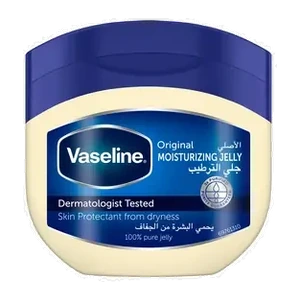 Vaseline.
Original
MOISTURIZING JELLY
الأصلي
جلي الترطيب
Dermatologist Tested
Skin Protectant from dryness
يحمي البشرة من الجفاف
100% pure jelly